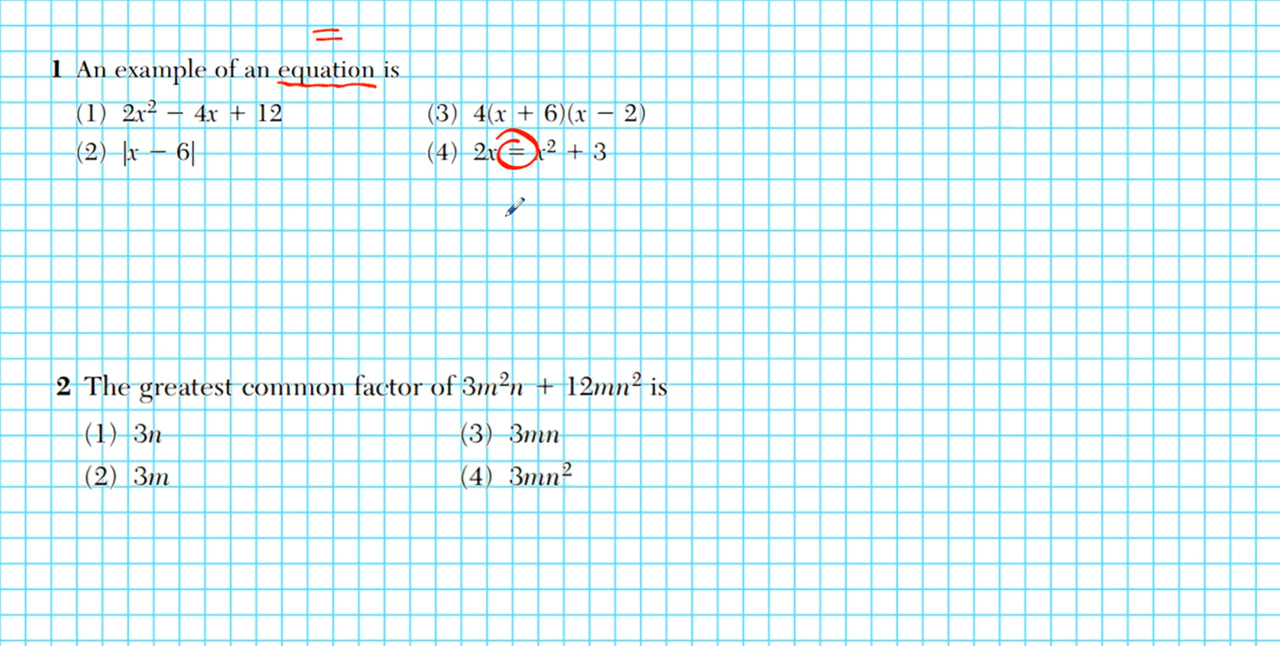 =
1 An example of an equation is
(1) 2x² − 4x + 12 (3) 4(x + 6)(x − 2)
(2) |x − 6| (4) 2x = x² + 3
2 The greatest common factor of 3m²n + 12mn² is
(1) 3n (3) 3mn
(2) 3m (4) 3mn²